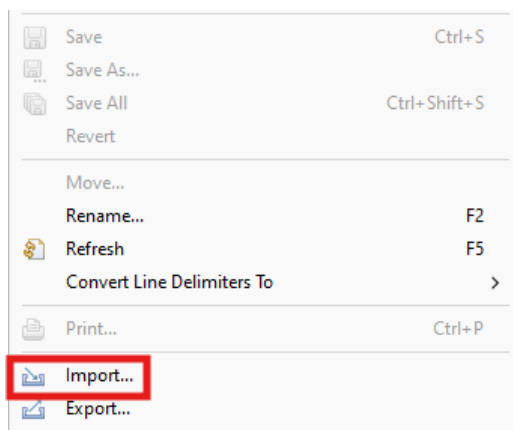 Save Ctrl+S
Save As...
Save All Ctrl+Shift+S
Revert
Move...
Rename... F2
Refresh F5
Convert Line Delimiters To
Print... Ctrl+P
Import...
Export...